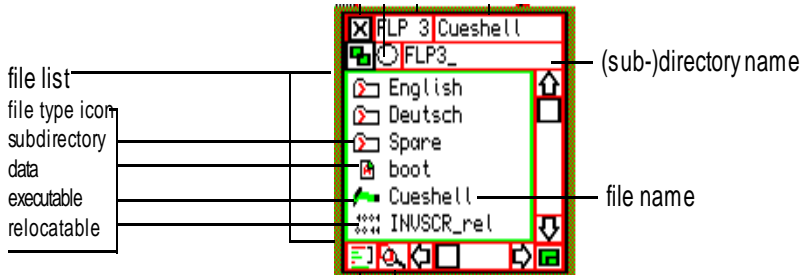 FLP 3 Cueshell
FLP3_
(sub-)directory name
file list
English
file type icon
Deutsch
subdirectory
Spare
data
boot
executable
Cueshell
file name
relocatable
INVSCR_rel